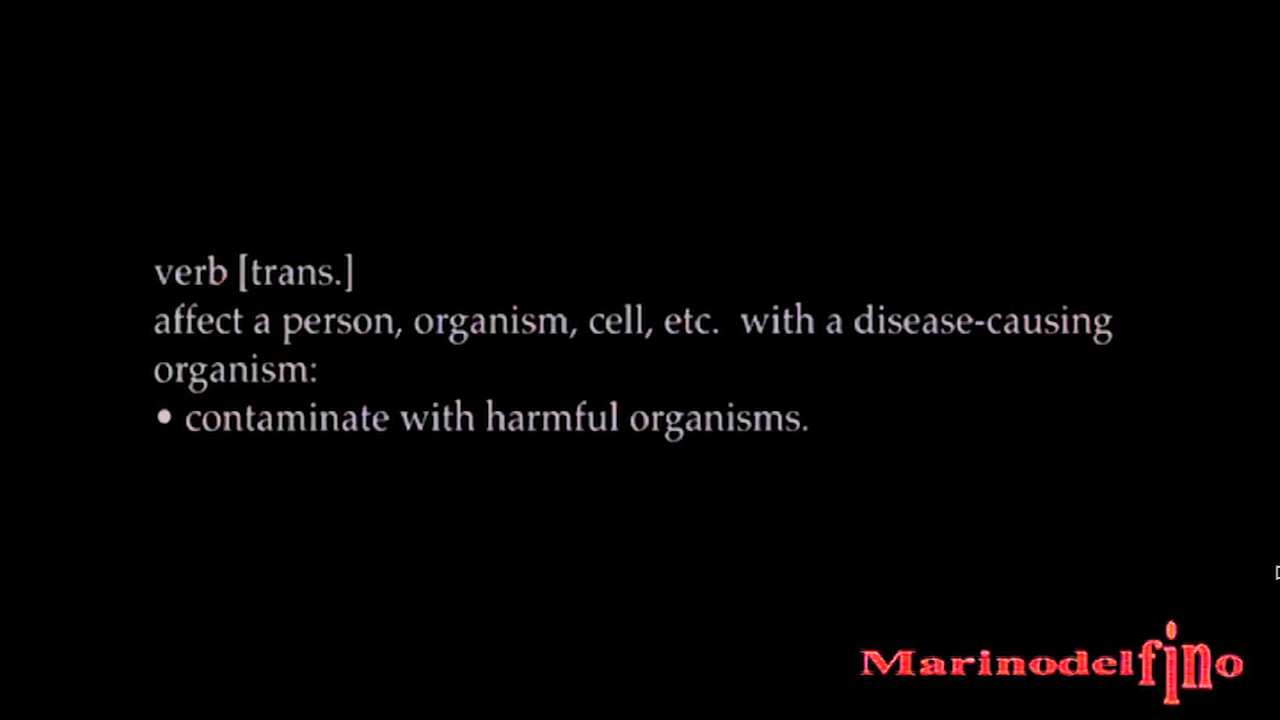 verb [trans.]
affect a person, organism, cell, etc.  with a disease-causing
organism:
• contaminate with harmful organisms.
Marinodelfino